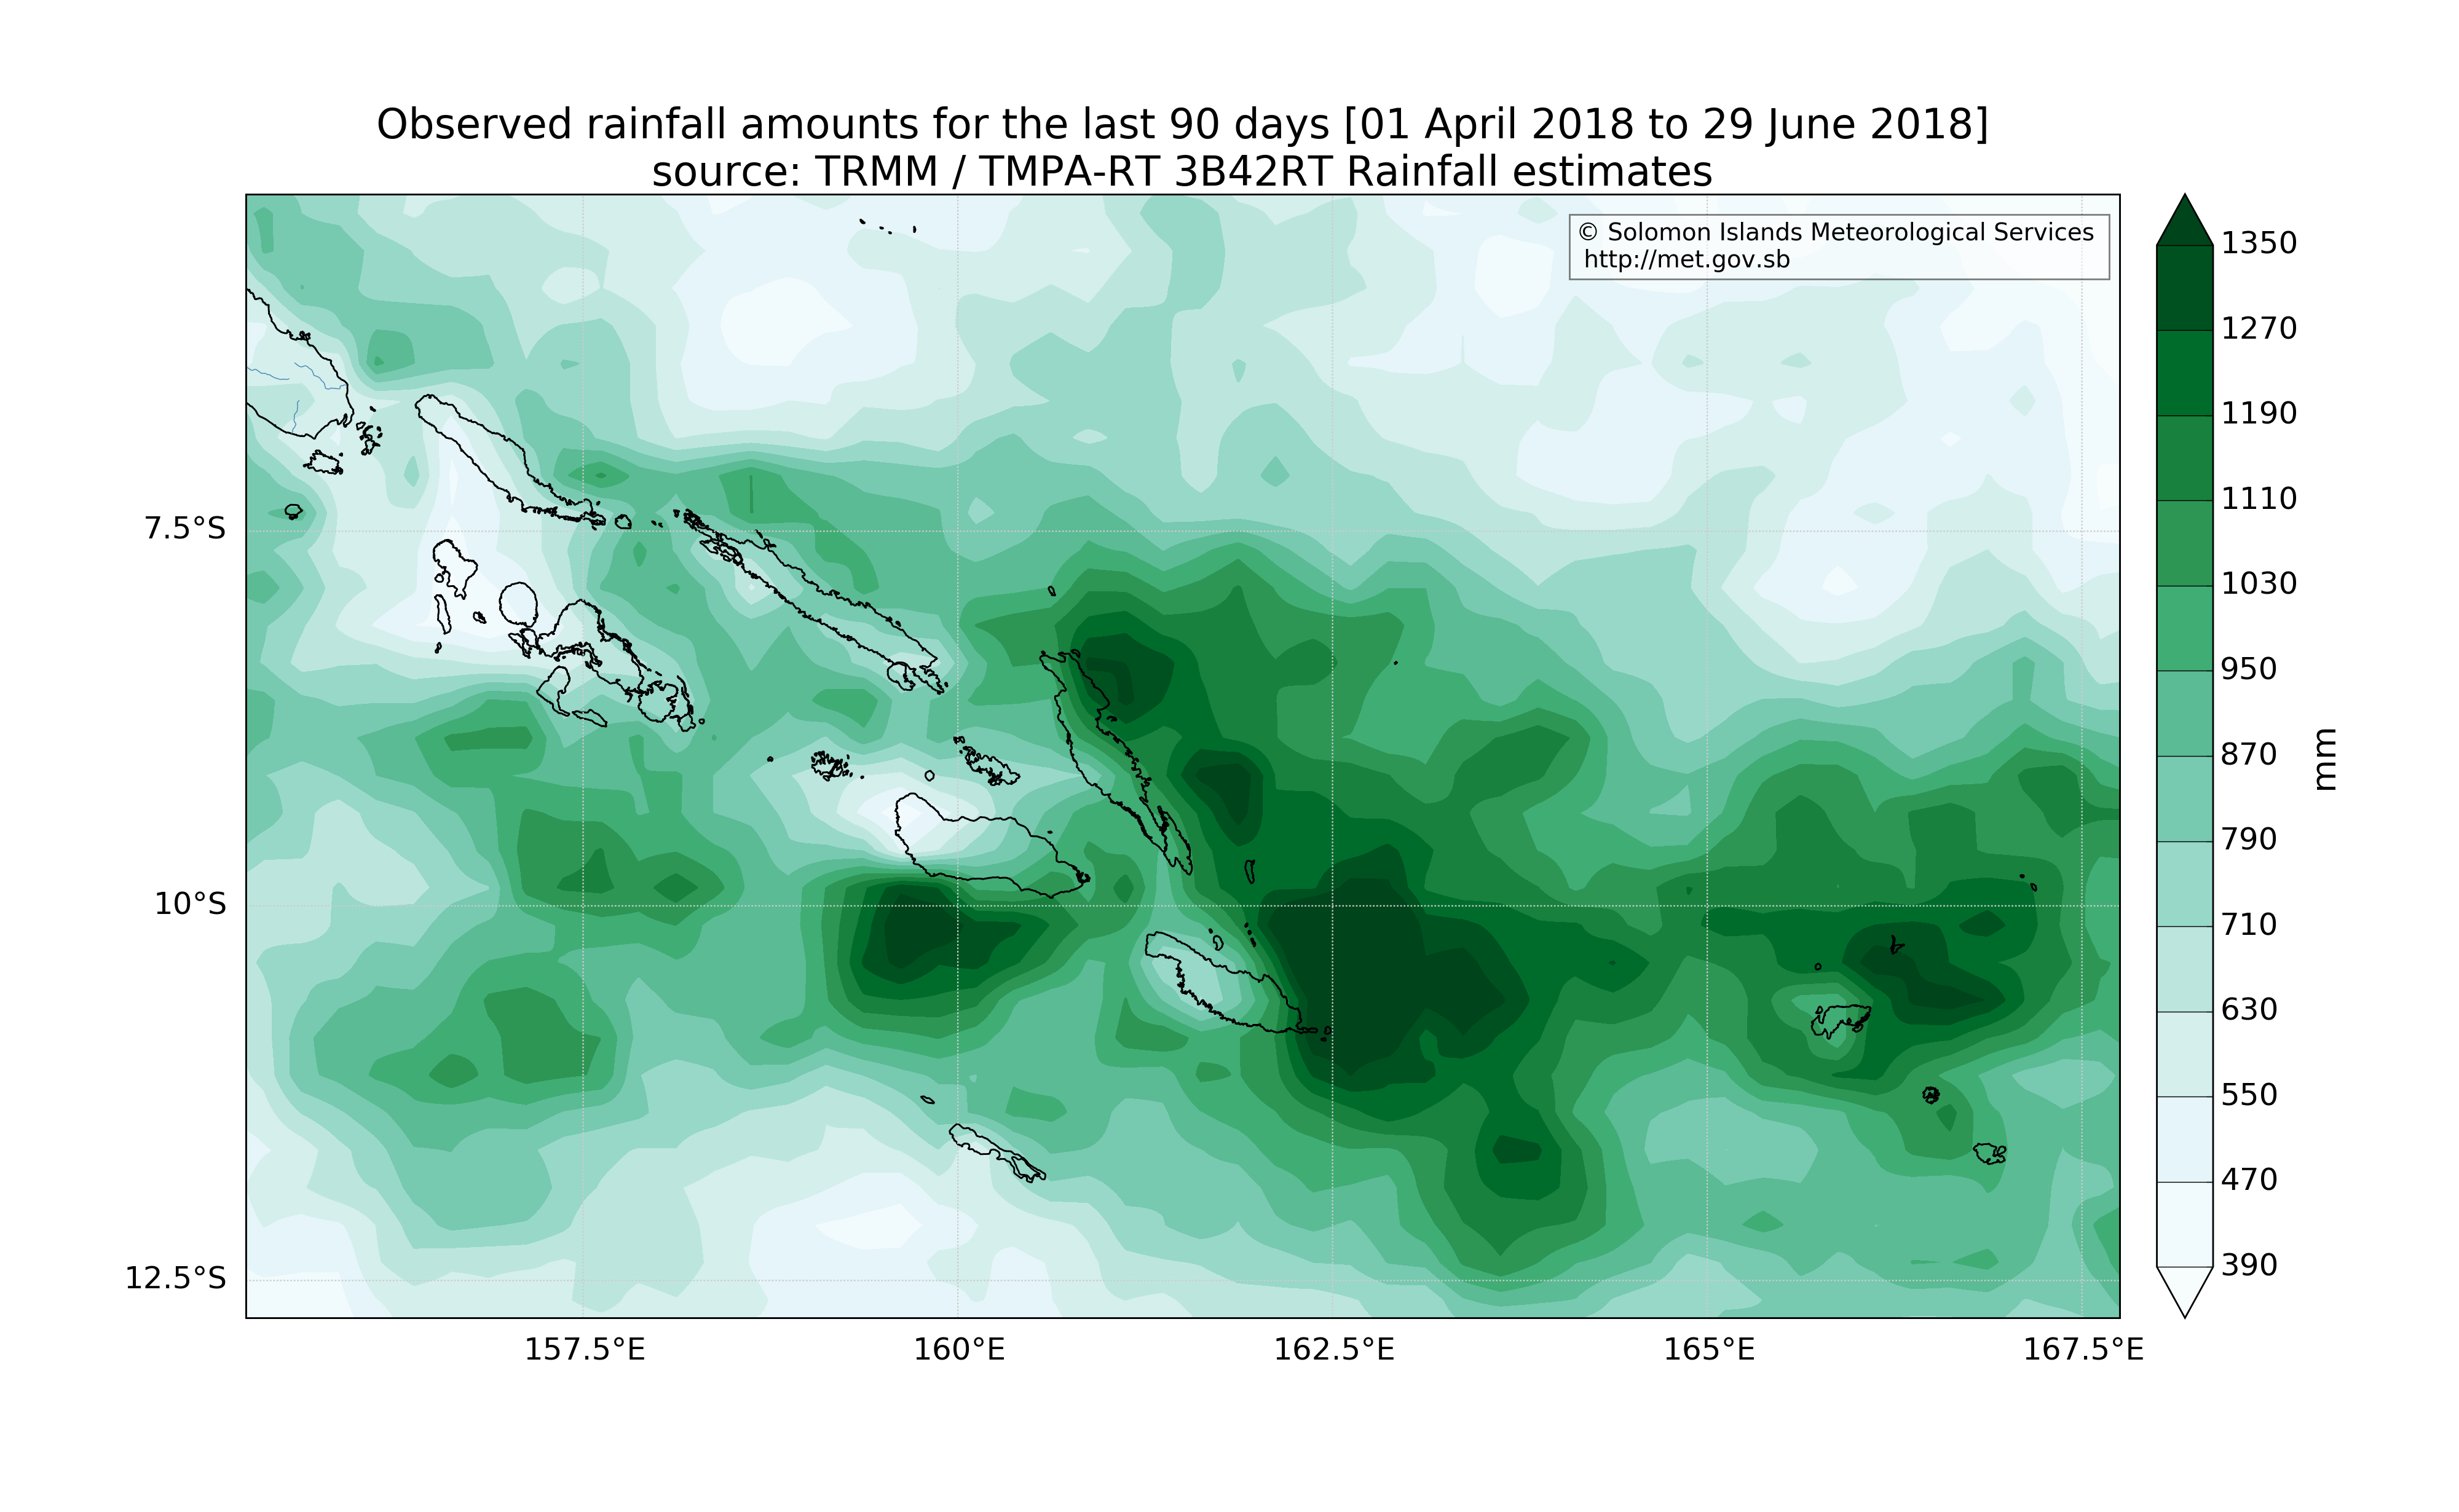 Observed rainfall amounts for the last 90 days [01 April 2018 to 29 June 2018]
source: TRMM / TMPA-RT 3B42RT Rainfall estimates
© Solomon Islands Meteorological Services
http://met.gov.sb
7.5°S
10°S
12.5°S
157.5°E
160°E
162.5°E
165°E
167.5°E
1350
1270
1190
1110
1030
950
870
790
710
630
550
470
390
mm